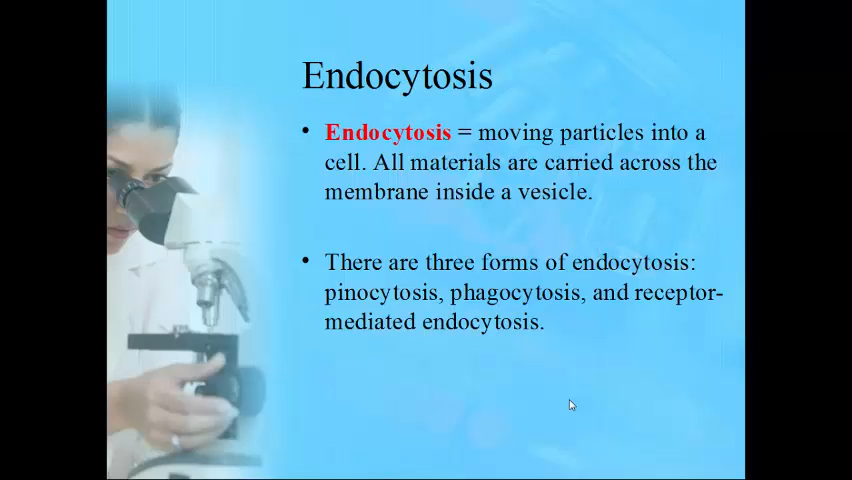 Endocytosis
• Endocytosis = moving particles into a
cell. All materials are carried across the
membrane inside a vesicle.
• There are three forms of endocytosis:
pinocytosis, phagocytosis, and receptor-
mediated endocytosis.